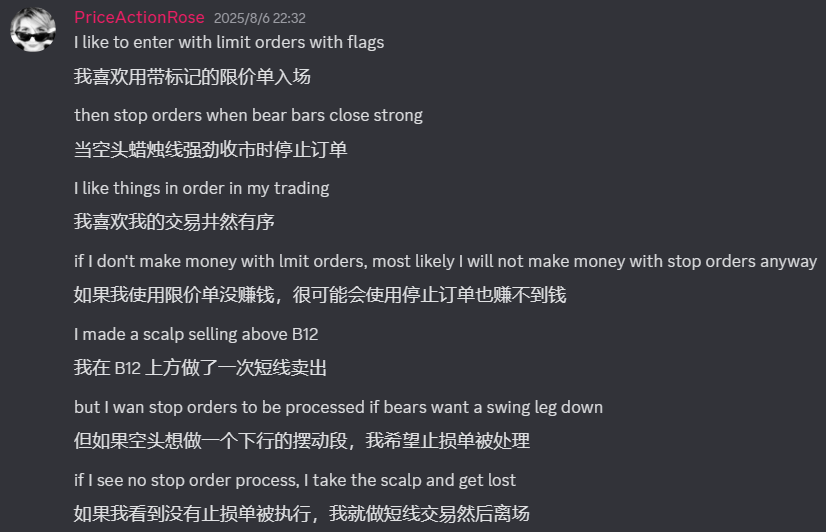 PriceActionRose 2025/8/6 22:32
I like to enter with limit orders with flags
我喜欢用带标记的限价单入场
then stop orders when bear bars close strong
当空头蜡烛线强劲收市时停止订单
I like things in order in my trading
我喜欢我的交易井然有序
if I don't make money with lmit orders, most likely I will not make money with stop orders anyway
如果我使用限价单没赚钱，很可能会使用停止订单也赚不到钱
I made a scalp selling above B12
我在 B12 上方做了一次短线卖出
but I wan stop orders to be processed if bears want a swing leg down
但如果空头想做一个下行的摆动段，我希望止损单被处理
if I see no stop order process, I take the scalp and get lost
如果我看到没有止损单被执行，我就做短线交易然后离场